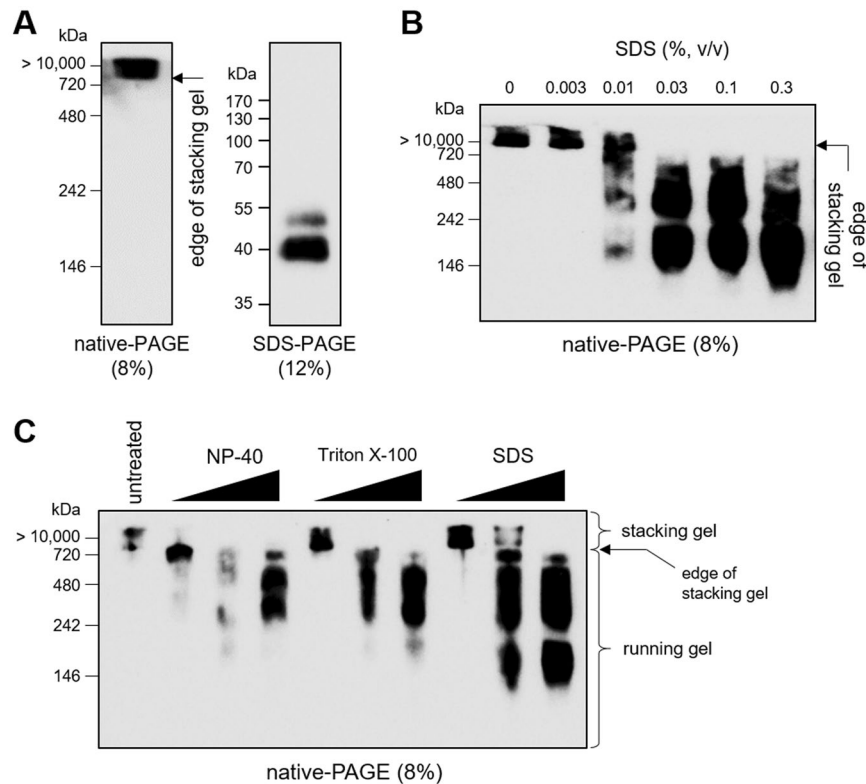 A
kDa
> 10,000
720
480
242
146
edge of stacking gel
native-PAGE
(8%)
kDa
170
130
100
70
55
40
35
SDS-PAGE
(12%)
B
SDS (%, v/v)
0 0.003 0.01 0.03 0.1 0.3
kDa
> 10,000
720
480
242
146
edge of
stacking gel
native-PAGE (8%)
C
untreated
NP-40 Triton X-100 SDS
kDa
> 10,000
720
480
242
146
stacking gel
edge of
stacking gel
running gel
native-PAGE (8%)